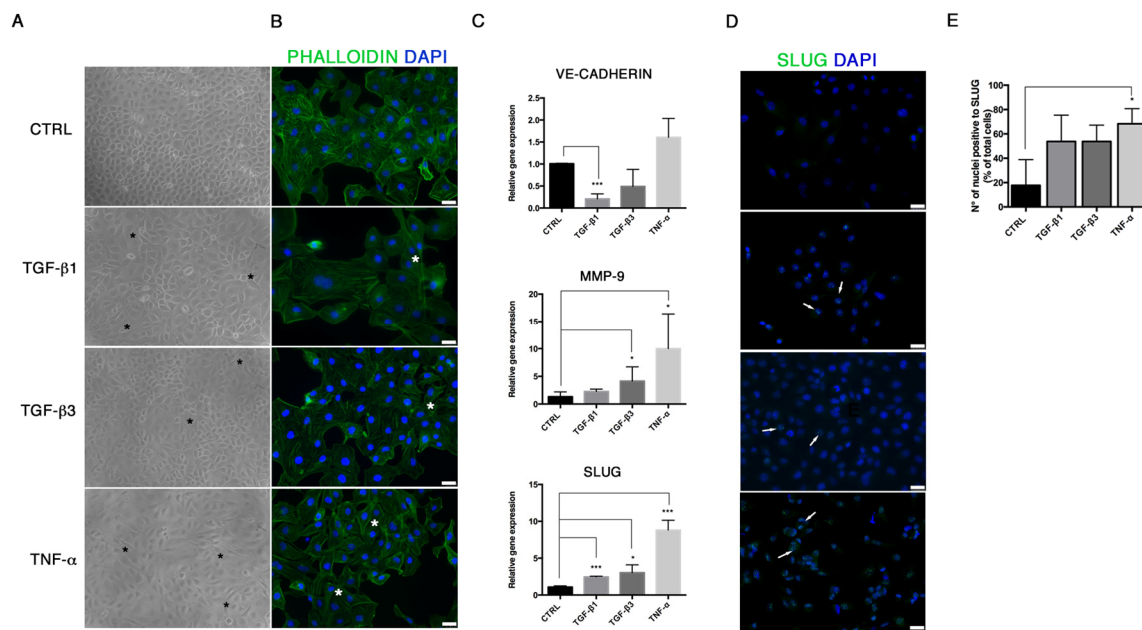 A
B
C
D
E
PHALLOIDIN DAPI
SLUG DAPI
CTRL
TGF-β1
TGF-β3
TNF-α
VE-CADHERIN
Relative gene expression
2.5
2.0
1.5
1.0
0.5
0.0
CTRL
TGF-β1
TGF-β3
TNF-α
***
MMP-9
Relative gene expression
20
15
10
5
0
CTRL
TGF-β1
TGF-β3
TNF-α
*
*
SLUG
Relative gene expression
15
10
5
0
CTRL
TGF-β1
TGF-β3
TNF-α
***
*
***
N° of nuclei positive to SLUG
(% of total cells)
100
80
60
40
20
0
CTRL
TGF-β1
TGF-β3
TNF-α
*